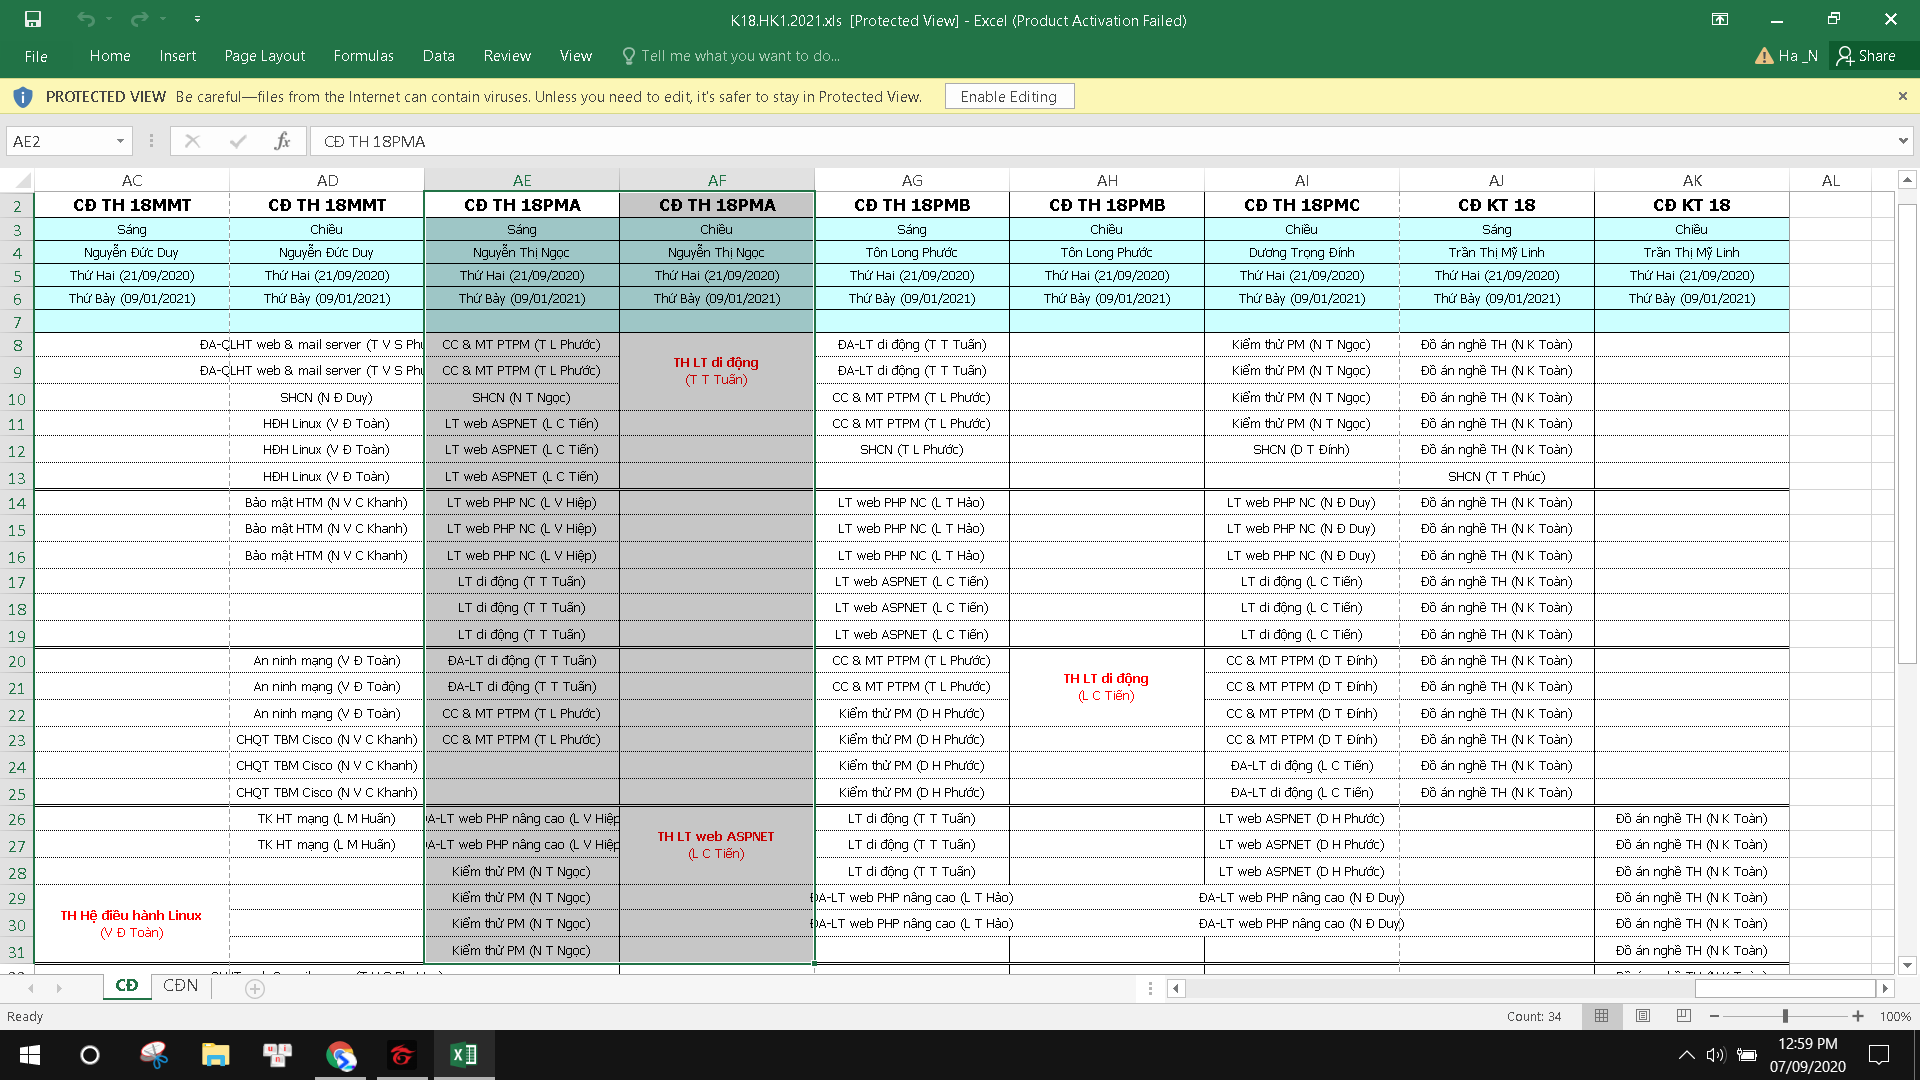 K18.HK1.2021.xls [Protected View] - Excel (Product Activation Failed)
File Home Insert Page Layout Formulas Data Review View Tell me what you want to do... Ha _N Share
PROTECTED VIEW Be careful—files from the Internet can contain viruses. Unless you need to edit, it's safer to stay in Protected View. Enable Editing
AE2 fx CĐ TH 18PMA
AC AD AE AF AG AH AI AJ AK AL
2 CĐ TH 18MMT CĐ TH 18MMT CĐ TH 18PMA CĐ TH 18PMA CĐ TH 18PMB CĐ TH 18PMB CĐ TH 18PMC CĐ KT 18 CĐ KT 18
3 Sáng Chiều Sáng Chiều Sáng Chiều Chiều Sáng Chiều
4 Nguyễn Đức Duy Nguyễn Đức Duy Nguyễn Thị Ngọc Nguyễn Thị Ngọc Tôn Long Phước Tôn Long Phước Dương Trọng Đính Trần Thị Mỹ Linh Trần Thị Mỹ Linh
5 Thứ Hai (21/09/2020) Thứ Hai (21/09/2020) Thứ Hai (21/09/2020) Thứ Hai (21/09/2020) Thứ Hai (21/09/2020) Thứ Hai (21/09/2020) Thứ Hai (21/09/2020) Thứ Hai (21/09/2020) Thứ Hai (21/09/2020)
6 Thứ Bảy (09/01/2021) Thứ Bảy (09/01/2021) Thứ Bảy (09/01/2021) Thứ Bảy (09/01/2021) Thứ Bảy (09/01/2021) Thứ Bảy (09/01/2021) Thứ Bảy (09/01/2021) Thứ Bảy (09/01/2021) Thứ Bảy (09/01/2021)
7
8 ĐA-QLHT web & mail server (T V S Phư CC & MT PTPM (T L Phước) ĐA-LT di động (T T Tuấn) Kiểm thử PM (N T Ngọc) Đồ án nghề TH (N K Toàn)
TH LT di động
(T T Tuấn)
9 ĐA-QLHT web & mail server (T V S Phư CC & MT PTPM (T L Phước) ĐA-LT di động (T T Tuấn) Kiểm thử PM (N T Ngọc) Đồ án nghề TH (N K Toàn)
10 SHCN (N Đ Duy) SHCN (N T Ngọc) CC & MT PTPM (T L Phước) Kiểm thử PM (N T Ngọc) Đồ án nghề TH (N K Toàn)
11 HĐH Linux (V Đ Toàn) LT web ASPNET (L C Tiến) CC & MT PTPM (T L Phước) Kiểm thử PM (N T Ngọc) Đồ án nghề TH (N K Toàn)
12 HĐH Linux (V Đ Toàn) LT web ASPNET (L C Tiến) SHCN (T L Phước) SHCN (D T Đính) Đồ án nghề TH (N K Toàn)
13 HĐH Linux (V Đ Toàn) LT web ASPNET (L C Tiến) SHCN (T T Phúc)
14 Bảo mật HTM (N V C Khanh) LT web PHP NC (L V Hiệp) LT web PHP NC (L T Hảo) LT web PHP NC (N Đ Duy) Đồ án nghề TH (N K Toàn)
15 Bảo mật HTM (N V C Khanh) LT web PHP NC (L V Hiệp) LT web PHP NC (L T Hảo) LT web PHP NC (N Đ Duy) Đồ án nghề TH (N K Toàn)
16 Bảo mật HTM (N V C Khanh) LT web PHP NC (L V Hiệp) LT web PHP NC (L T Hảo) LT web PHP NC (N Đ Duy) Đồ án nghề TH (N K Toàn)
17 LT di động (T T Tuấn) LT web ASPNET (L C Tiến) LT di động (L C Tiến) Đồ án nghề TH (N K Toàn)
18 LT di động (T T Tuấn) LT web ASPNET (L C Tiến) LT di động (L C Tiến) Đồ án nghề TH (N K Toàn)
19 LT di động (T T Tuấn) LT web ASPNET (L C Tiến) LT di động (L C Tiến) Đồ án nghề TH (N K Toàn)
20 An ninh mạng (V Đ Toàn) ĐA-LT di động (T T Tuấn) CC & MT PTPM (T L Phước) CC & MT PTPM (D T Đính) Đồ án nghề TH (N K Toàn)
TH LT di động
(L C Tiến)
21 An ninh mạng (V Đ Toàn) ĐA-LT di động (T T Tuấn) CC & MT PTPM (T L Phước) CC & MT PTPM (D T Đính) Đồ án nghề TH (N K Toàn)
22 An ninh mạng (V Đ Toàn) CC & MT PTPM (T L Phước) Kiểm thử PM (D H Phước) CC & MT PTPM (D T Đính) Đồ án nghề TH (N K Toàn)
23 CHQT TBM Cisco (N V C Khanh) CC & MT PTPM (T L Phước) Kiểm thử PM (D H Phước) CC & MT PTPM (D T Đính) Đồ án nghề TH (N K Toàn)
24 CHQT TBM Cisco (N V C Khanh) Kiểm thử PM (D H Phước) ĐA-LT di động (L C Tiến) Đồ án nghề TH (N K Toàn)
25 CHQT TBM Cisco (N V C Khanh) Kiểm thử PM (D H Phước) ĐA-LT di động (L C Tiến) Đồ án nghề TH (N K Toàn)
26 TK HT mạng (L M Huấn) ĐA-LT web PHP nâng cao (L V Hiệp LT di động (T T Tuấn) LT web ASPNET (D H Phước) Đồ án nghề TH (N K Toàn)
TH LT web ASPNET
(L C Tiến)
27 TK HT mạng (L M Huấn) ĐA-LT web PHP nâng cao (L V Hiệp LT di động (T T Tuấn) LT web ASPNET (D H Phước) Đồ án nghề TH (N K Toàn)
28 Kiểm thử PM (N T Ngọc) LT di động (T T Tuấn) LT web ASPNET (D H Phước) Đồ án nghề TH (N K Toàn)
29 Kiểm thử PM (N T Ngọc) ĐA-LT web PHP nâng cao (L T Hảo) ĐA-LT web PHP nâng cao (N Đ Duy) Đồ án nghề TH (N K Toàn)
TH Hệ điều hành Linux
(V Đ Toàn)
30 Kiểm thử PM (N T Ngọc) ĐA-LT web PHP nâng cao (L T Hảo) ĐA-LT web PHP nâng cao (N Đ Duy) Đồ án nghề TH (N K Toàn)
31 Kiểm thử PM (N T Ngọc) Đồ án nghề TH (N K Toàn)
CĐ CĐN
Ready Count: 34 100%
12:59 PM
07/09/2020